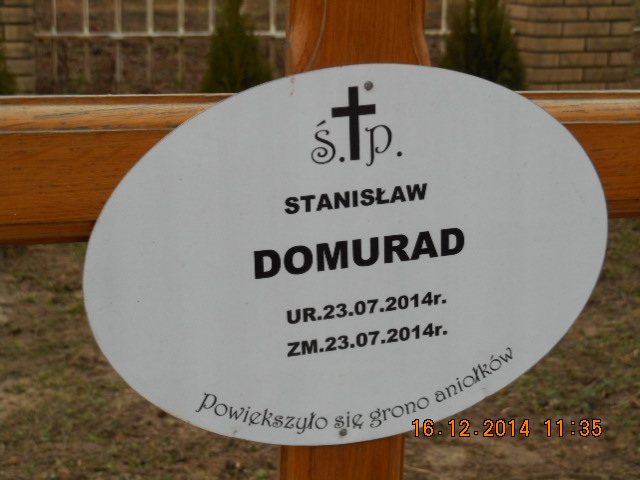 ś. p.
STANISŁAW
DOMURAD
UR.23.07.2014r.
ZM.23.07.2014r.
Powiększyło się grono aniołków
16.12.2014 11:35